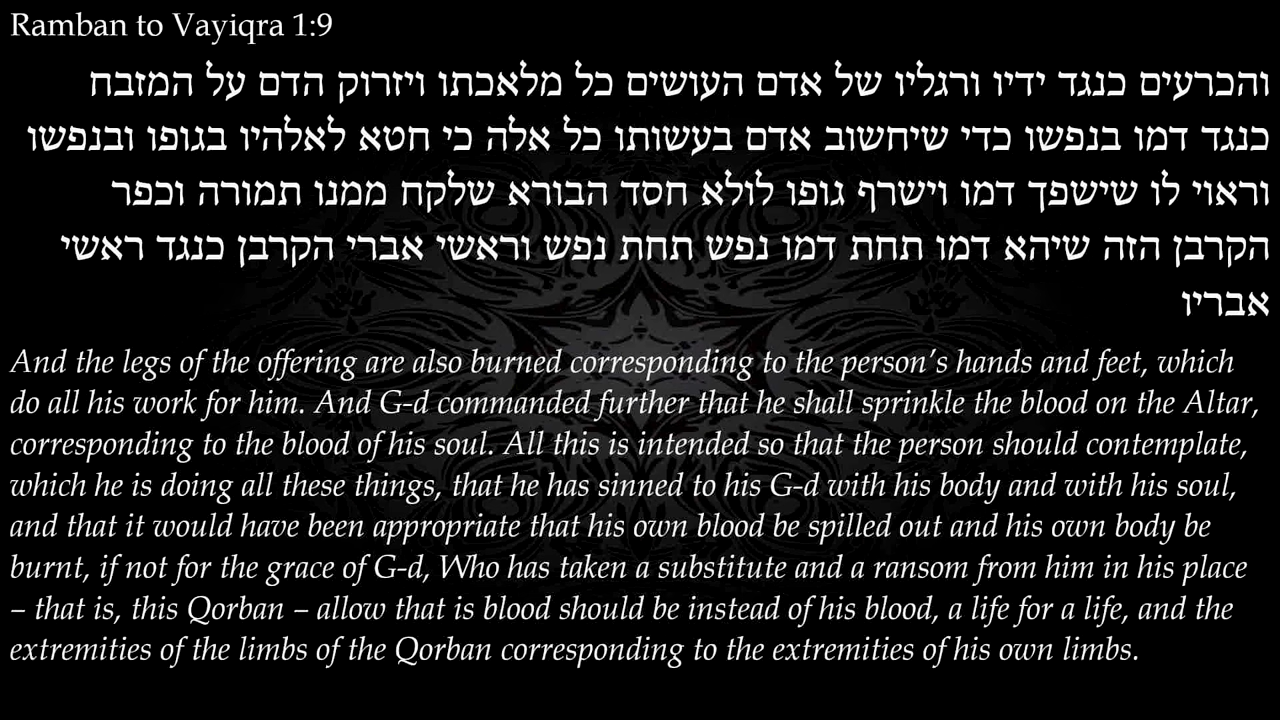 Ramban to Vayiqra 1:9
והכרעים כנגד ידיו ורגליו של אדם העושים כל מלאכתו ויזרוק הדם על המזבח
כנגד דמו בנפשו כדי שיחשוב אדם בעשותו כל אלה כי חטא לאלהיו בגופו ובנפשו
וראוי לו שישפך דמו וישרף גופו לולא חסד הבורא שלקח ממנו תמורה וכפר
הקרבן הזה שיהא דמו תחת דמו נפש תחת נפש וראשי אברי הקרבן כנגד ראשי
אבריו
And the legs of the offering are also burned corresponding to the person’s hands and feet, which
do all his work for him. And G-d commanded further that he shall sprinkle the blood on the Altar,
corresponding to the blood of his soul. All this is intended so that the person should contemplate,
which he is doing all these things, that he has sinned to his G-d with his body and with his soul,
and that it would have been appropriate that his own blood be spilled out and his own body be
burnt, if not for the grace of G-d, Who has taken a substitute and a ransom from him in his place
– that is, this Qorban – allow that is blood should be instead of his blood, a life for a life, and the
extremities of the limbs of the Qorban corresponding to the extremities of his own limbs.